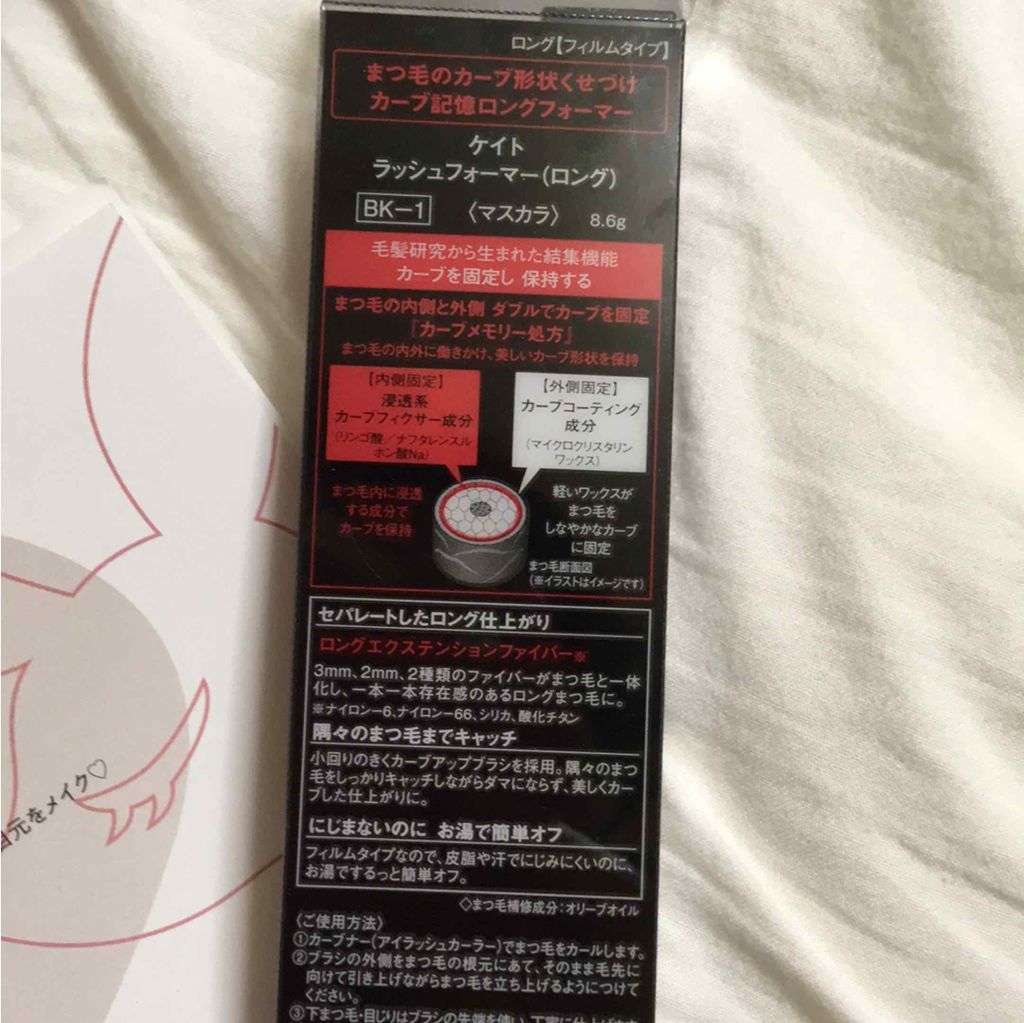 ロング【フィルムタイプ】
まつ毛のカーブ形状くせづけ
カーブ記憶ロングフォーマー
ケイト
ラッシュフォーマー(ロング)
BK-1 〈マスカラ〉 8.6g
毛髪研究から生まれた結集機能
カーブを固定し 保持する
まつ毛の内側と外側 ダブルでカーブを固定
『カーブメモリー処方』
まつ毛の内外に働きかけ、美しいカーブ形状を保持
【内側固定】
浸透系
カーブフィクサー成分
(リンゴ酸/ナフタレンスル
ホン酸Na)
【外側固定】
カーブコーティング
成分
(マイクロクリスタリン
ワックス)
まつ毛内に浸透
する成分で
カーブを保持
軽いワックスが
まつ毛を
しなやかなカーブ
に固定
まつ毛断面図
(※イラストはイメージです)
セパレートしたロング仕上がり
ロングエクステンションファイバー※
3mm、2mm、2種類のファイバーがまつ毛と一体
化し、一本一本存在感のあるロングまつ毛に。
※ナイロン-6、ナイロン-66、シリカ、酸化チタン
隅々のまつ毛までキャッチ
小回りのきくカーブアップブラシを採用。隅々のまつ
毛をしっかりキャッチしながらダマにならず、美しくカー
ブした仕上がりに。
にじまないのに お湯で簡単オフ
フィルムタイプなので、皮脂や汗でにじみにくいのに、
お湯でするっと簡単オフ。
◇まつ毛補修成分:オリーブオイル
〈ご使用方法〉
①カーブナー(アイラッシュカーラー)でまつ毛をカールします。
②ブラシの外側をまつ毛の根元にあて、そのまま毛先に
向けて引き上げながらまつ毛を立ち上げるようにつけて
ください。
③下まつ毛・目じりはブラシの先端を使い、丁寧に仕上げ
元をメイク♡